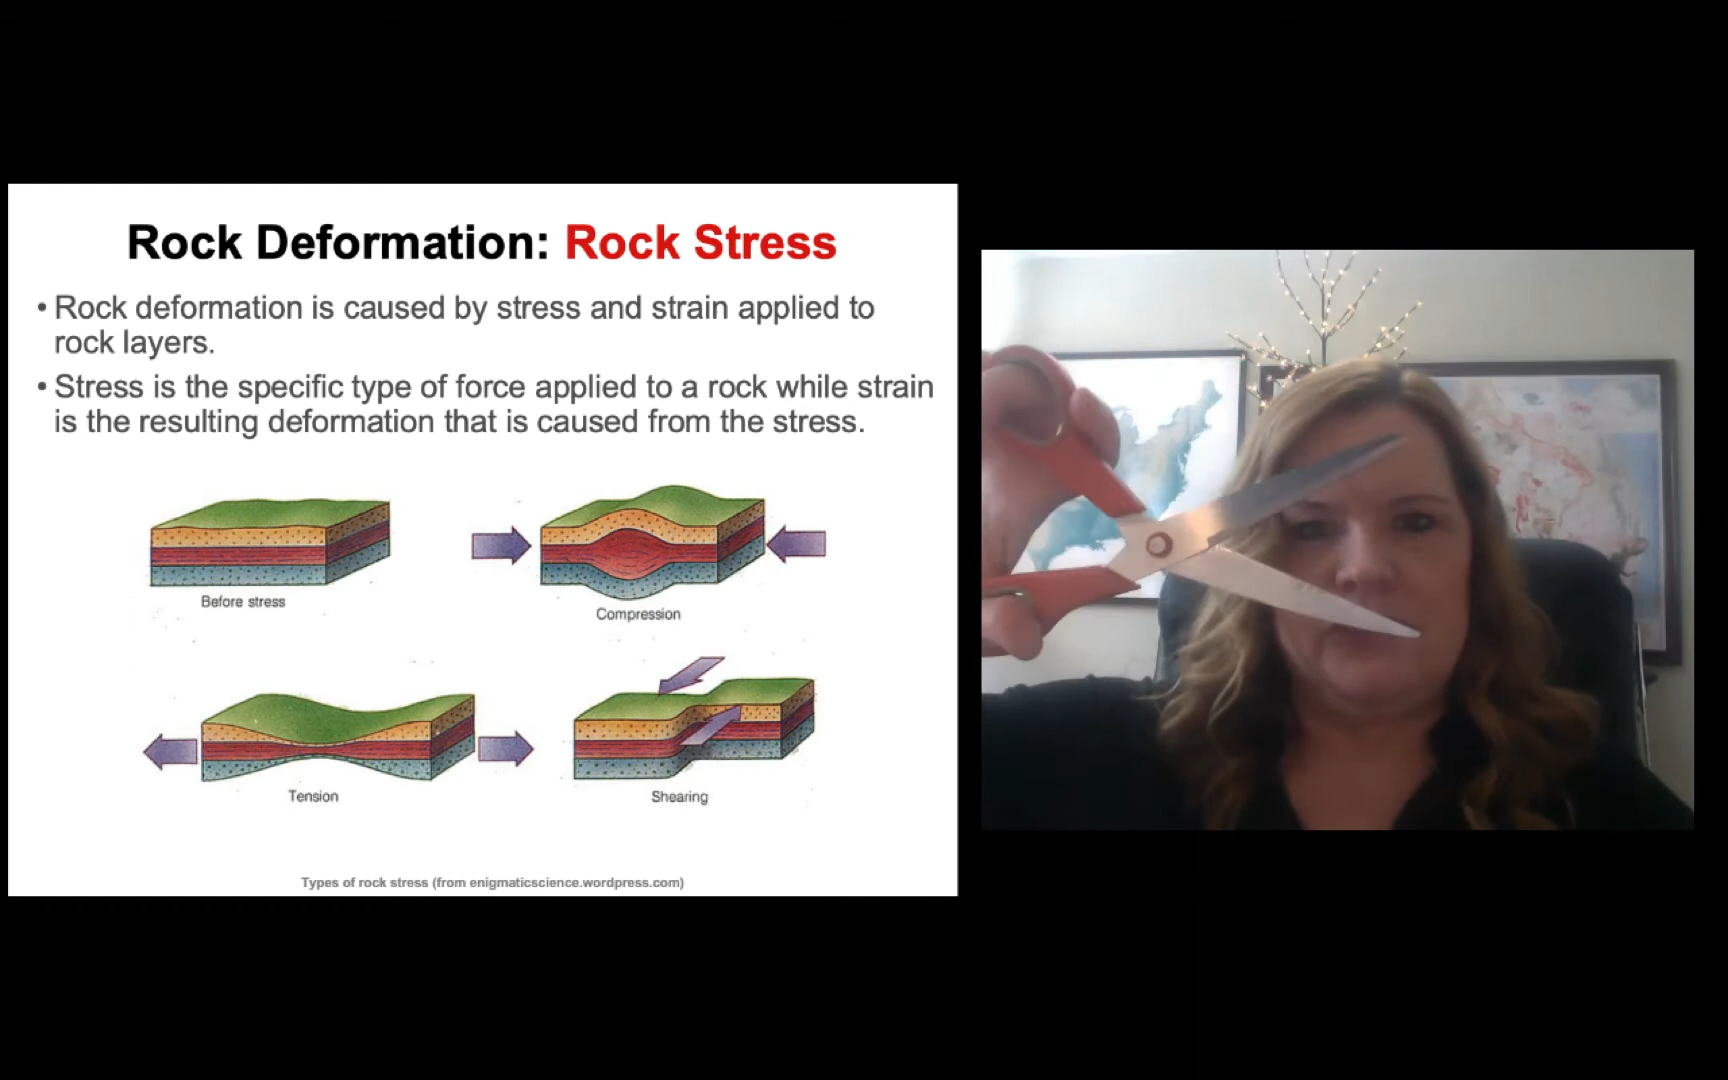 Rock Deformation: Rock Stress
• Rock deformation is caused by stress and strain applied to
rock layers.
• Stress is the specific type of force applied to a rock while strain
is the resulting deformation that is caused from the stress.
Before stress
Compression
Tension
Shearing
Types of rock stress (from enigmaticscience.wordpress.com)